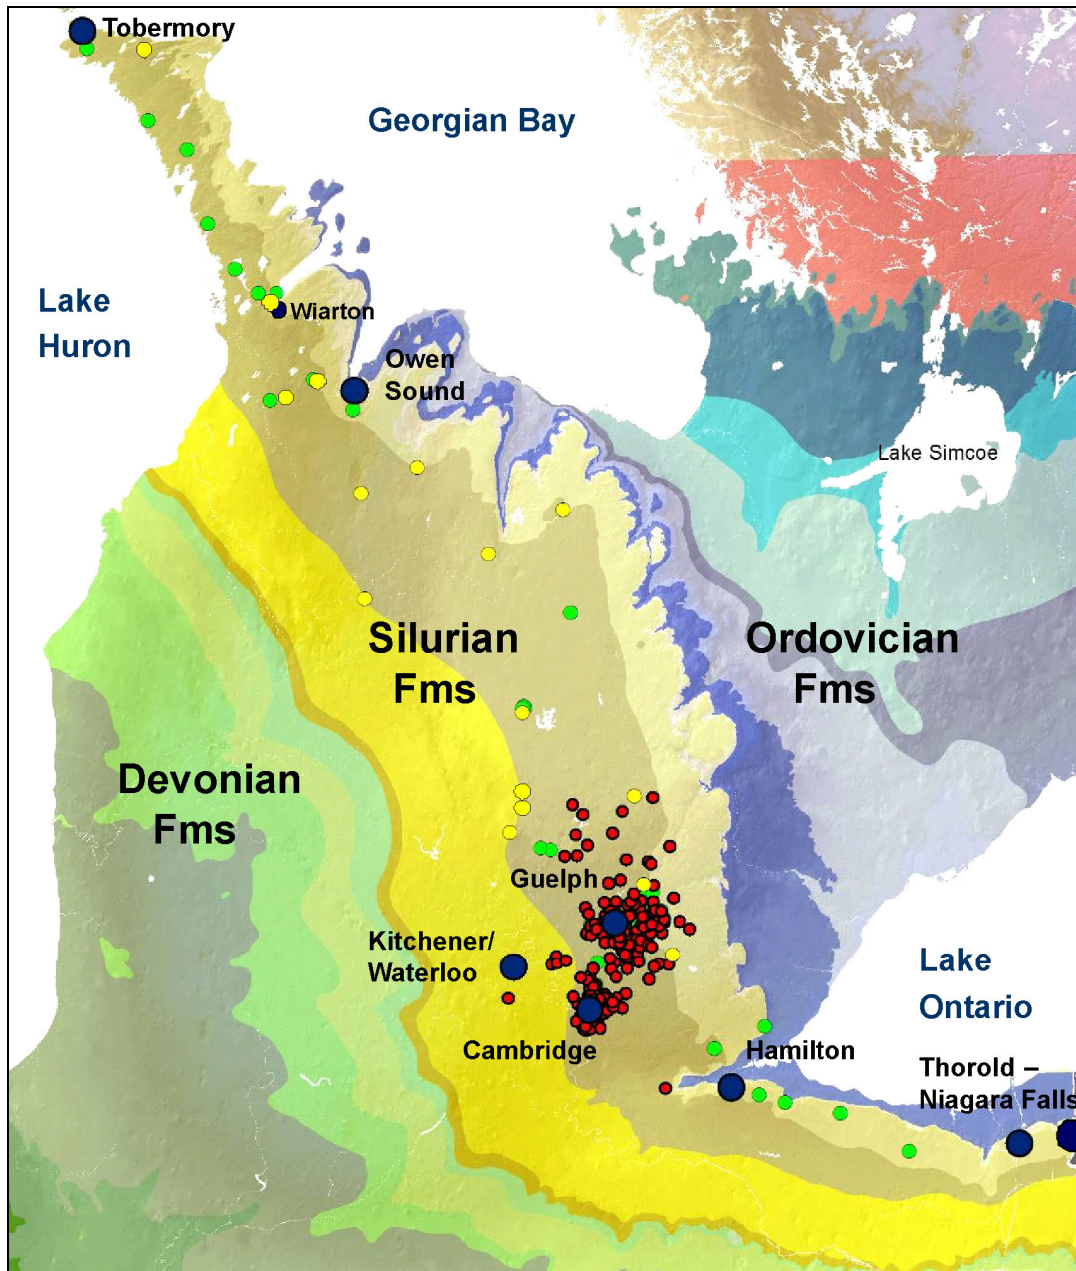 Tobermory
Georgian Bay
Lake
Huron
Wiarton
Owen
Sound
Lake Simcoe
Silurian
Fms
Ordovician
Fms
Devonian
Fms
Guelph
Kitchener/
Waterloo
Lake
Ontario
Cambridge
Hamilton
Thorold –
Niagara Falls